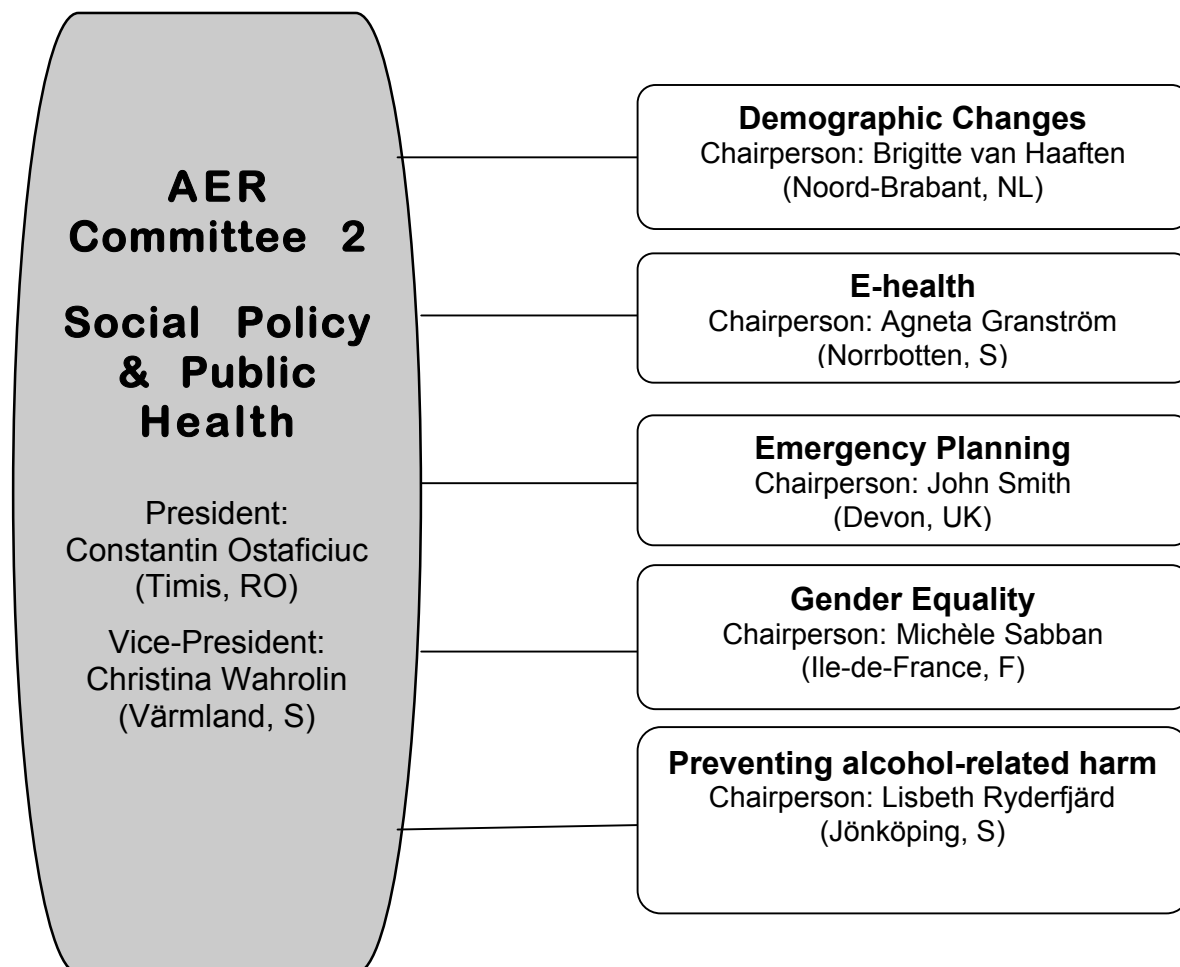 AER
Committee 2
Social Policy
& Public
Health
President:
Constantin Ostaficiuc
(Timis, RO)
Vice-President:
Christina Wahrolin
(Värmland, S)
Demographic Changes
Chairperson: Brigitte van Haaften
(Noord-Brabant, NL)
E-health
Chairperson: Agneta Granström
(Norrbotten, S)
Emergency Planning
Chairperson: John Smith
(Devon, UK)
Gender Equality
Chairperson: Michèle Sabban
(Ile-de-France, F)
Preventing alcohol-related harm
Chairperson: Lisbeth Ryderfjärd
(Jönköping, S)